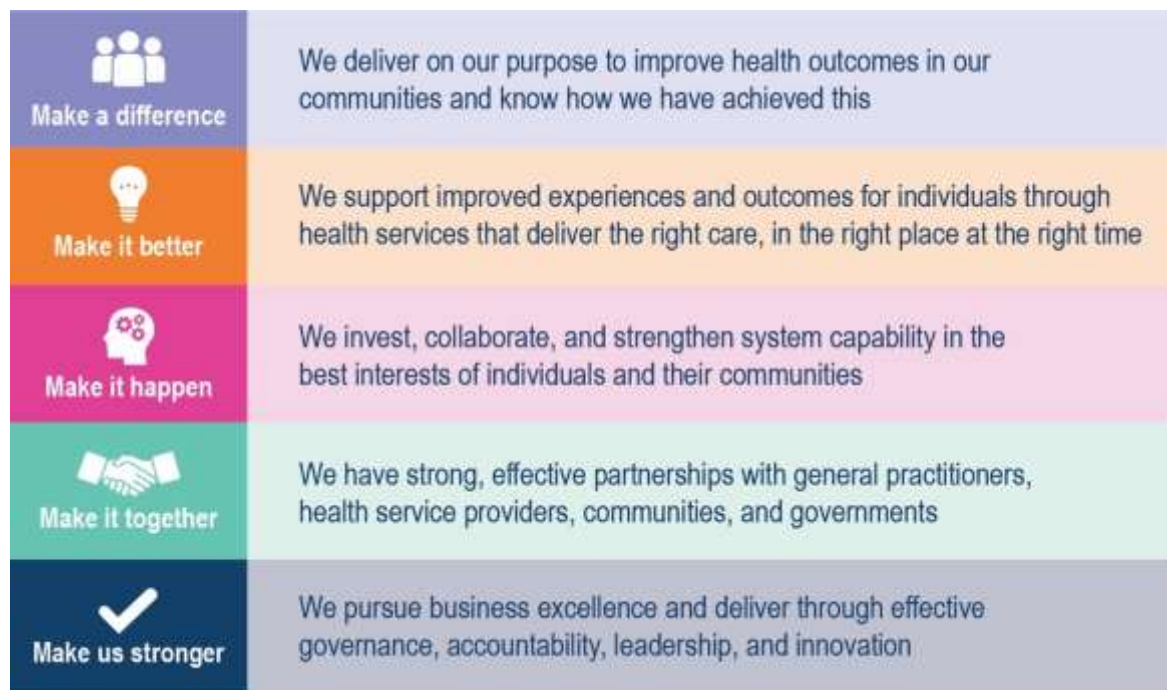 Make a difference
We deliver on our purpose to improve health outcomes in our
communities and know how we have achieved this
Make it better
We support improved experiences and outcomes for individuals through
health services that deliver the right care, in the right place at the right time
Make it happen
We invest, collaborate, and strengthen system capability in the
best interests of individuals and their communities
Make it together
We have strong, effective partnerships with general practitioners,
health service providers, communities, and governments
Make us stronger
We pursue business excellence and deliver through effective
governance, accountability, leadership, and innovation